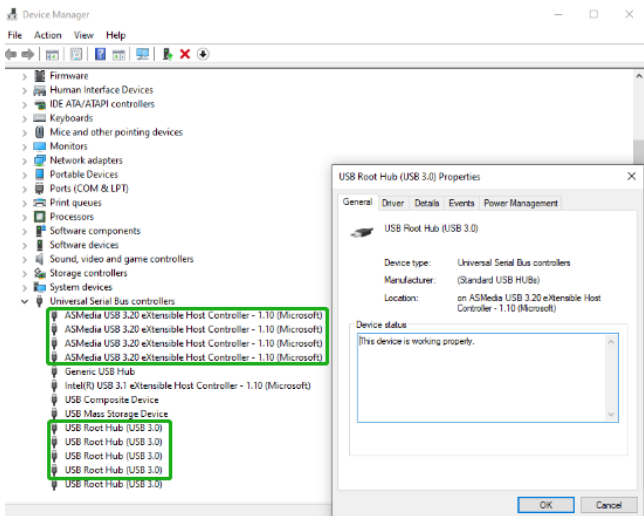 Device Manager
File Action View Help
Firmware
Human Interface Devices
IDE ATA/ATAPI controllers
Keyboards
Mice and other pointing devices
Monitors
Network adapters
Portable Devices
Ports (COM & LPT)
Print queues
Processors
Software components
Software devices
Sound, video and game controllers
Storage controllers
System devices
Universal Serial Bus controllers
ASMedia USB 3.20 eXtensible Host Controller - 1.10 (Microsoft)
ASMedia USB 3.20 eXtensible Host Controller - 1.10 (Microsoft)
ASMedia USB 3.20 eXtensible Host Controller - 1.10 (Microsoft)
ASMedia USB 3.20 eXtensible Host Controller - 1.10 (Microsoft)
Generic USB Hub
Intel(R) USB 3.1 eXtensible Host Controller - 1.10 (Microsoft)
USB Composite Device
USB Mass Storage Device
USB Root Hub (USB 3.0)
USB Root Hub (USB 3.0)
USB Root Hub (USB 3.0)
USB Root Hub (USB 3.0)
USB Root Hub (USB 3.0)
USB Root Hub (USB 3.0) Properties
General Driver Details Events Power Management
USB Root Hub (USB 3.0)
Device type: Universal Serial Bus controllers
Manufacturer: (Standard USB HUBs)
Location: on ASMedia USB 3.20 eXtensible Host
Controller - 1.10 (Microsoft)
Device status
This device is working properly.
OK Cancel